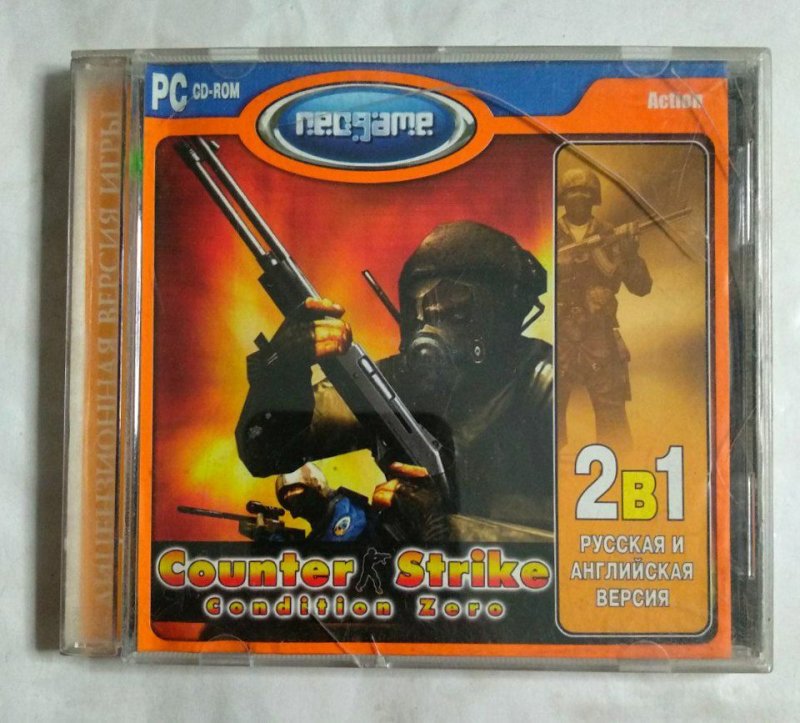 ЛИЦЕНЗИОННАЯ ВЕРСИЯ ИГРЫ
PC CD-ROM
neogame
Action
2в1
РУССКАЯ И
АНГЛИЙСКАЯ
ВЕРСИЯ
Counter Strike
Condition Zero